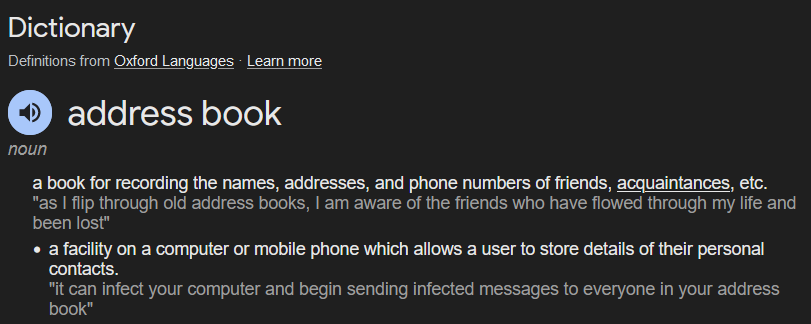 Dictionary
Definitions from Oxford Languages · Learn more
address book
noun
a book for recording the names, addresses, and phone numbers of friends, acquaintances, etc.
"as I flip through old address books, I am aware of the friends who have flowed through my life and
been lost"
• a facility on a computer or mobile phone which allows a user to store details of their personal
contacts.
"it can infect your computer and begin sending infected messages to everyone in your address
book"